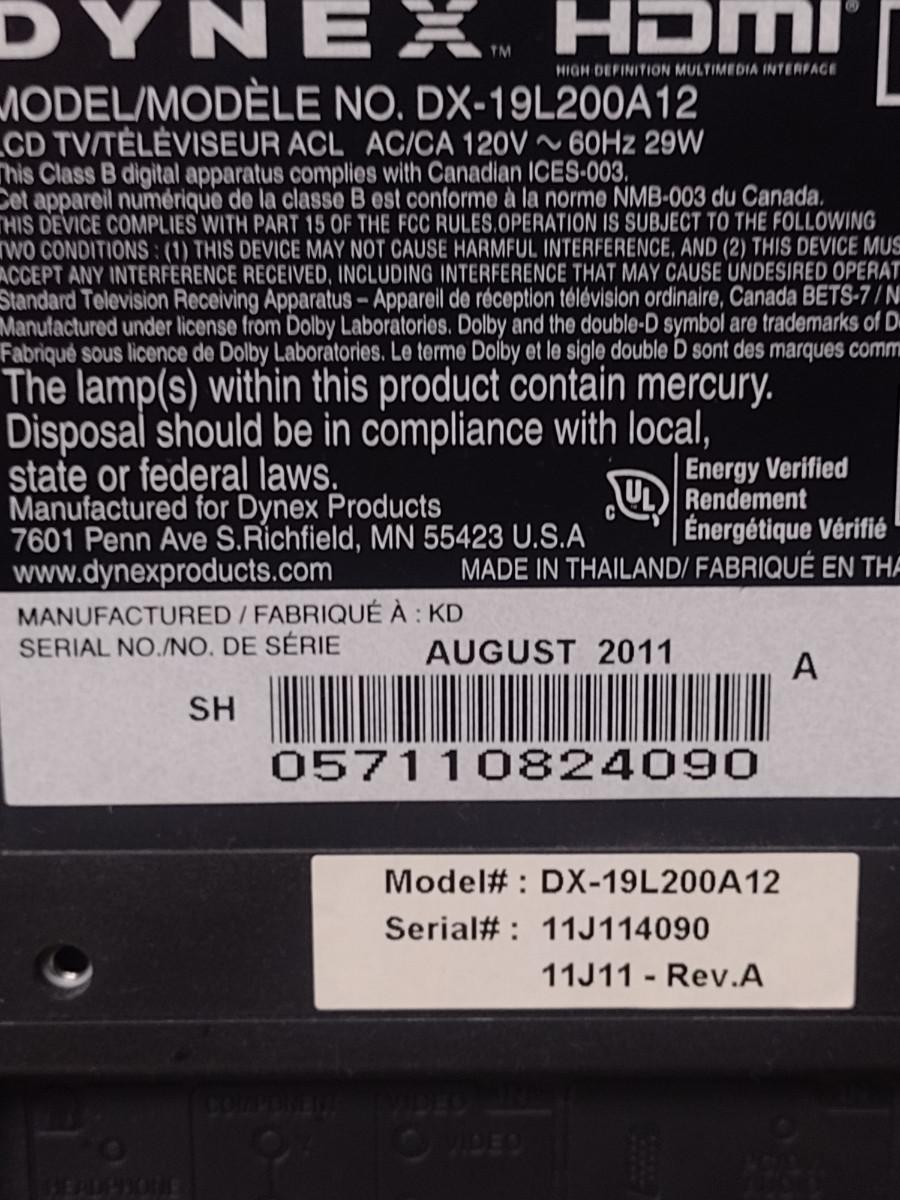 DYNEX™ HDMI®
HIGH-DEFINITION MULTIMEDIA INTERFACE
MODEL/MODÈLE NO. DX-19L200A12
LCD TV/TÉLÉVISEUR ACL AC/CA 120V ~ 60Hz 29W
This Class B digital apparatus complies with Canadian ICES-003.
Cet appareil numérique de la classe B est conforme à la norme NMB-003 du Canada.
THIS DEVICE COMPLIES WITH PART 15 OF THE FCC RULES.OPERATION IS SUBJECT TO THE FOLLOWING
TWO CONDITIONS : (1) THIS DEVICE MAY NOT CAUSE HARMFUL INTERFERENCE, AND (2) THIS DEVICE MUS
ACCEPT ANY INTERFERENCE RECEIVED, INCLUDING INTERFERENCE THAT MAY CAUSE UNDESIRED OPERAT
Standard Television Receiving Apparatus – Appareil de réception télévision ordinaire, Canada BETS-7 / N
Manufactured under license from Dolby Laboratories. Dolby and the double-D symbol are trademarks of D
Fabriqué sous licence de Dolby Laboratories. Le terme Dolby et le sigle double D sont des marques comm
The lamp(s) within this product contain mercury.
Disposal should be in compliance with local,
state or federal laws.
Manufactured for Dynex Products
7601 Penn Ave S.Richfield, MN 55423 U.S.A
www.dynexproducts.com
c UL
Energy Verified
Rendement
Énergétique Vérifié
MADE IN THAILAND/ FABRIQUÉ EN THA
MANUFACTURED / FABRIQUÉ À : KD
SERIAL NO./NO. DE SÉRIE
AUGUST 2011
A
SH
057110824090
Model# : DX-19L200A12
Serial# : 11J114090
11J11 - Rev.A
COMPONENT VIDEO IN
Y VIDEO
HEADPHONE